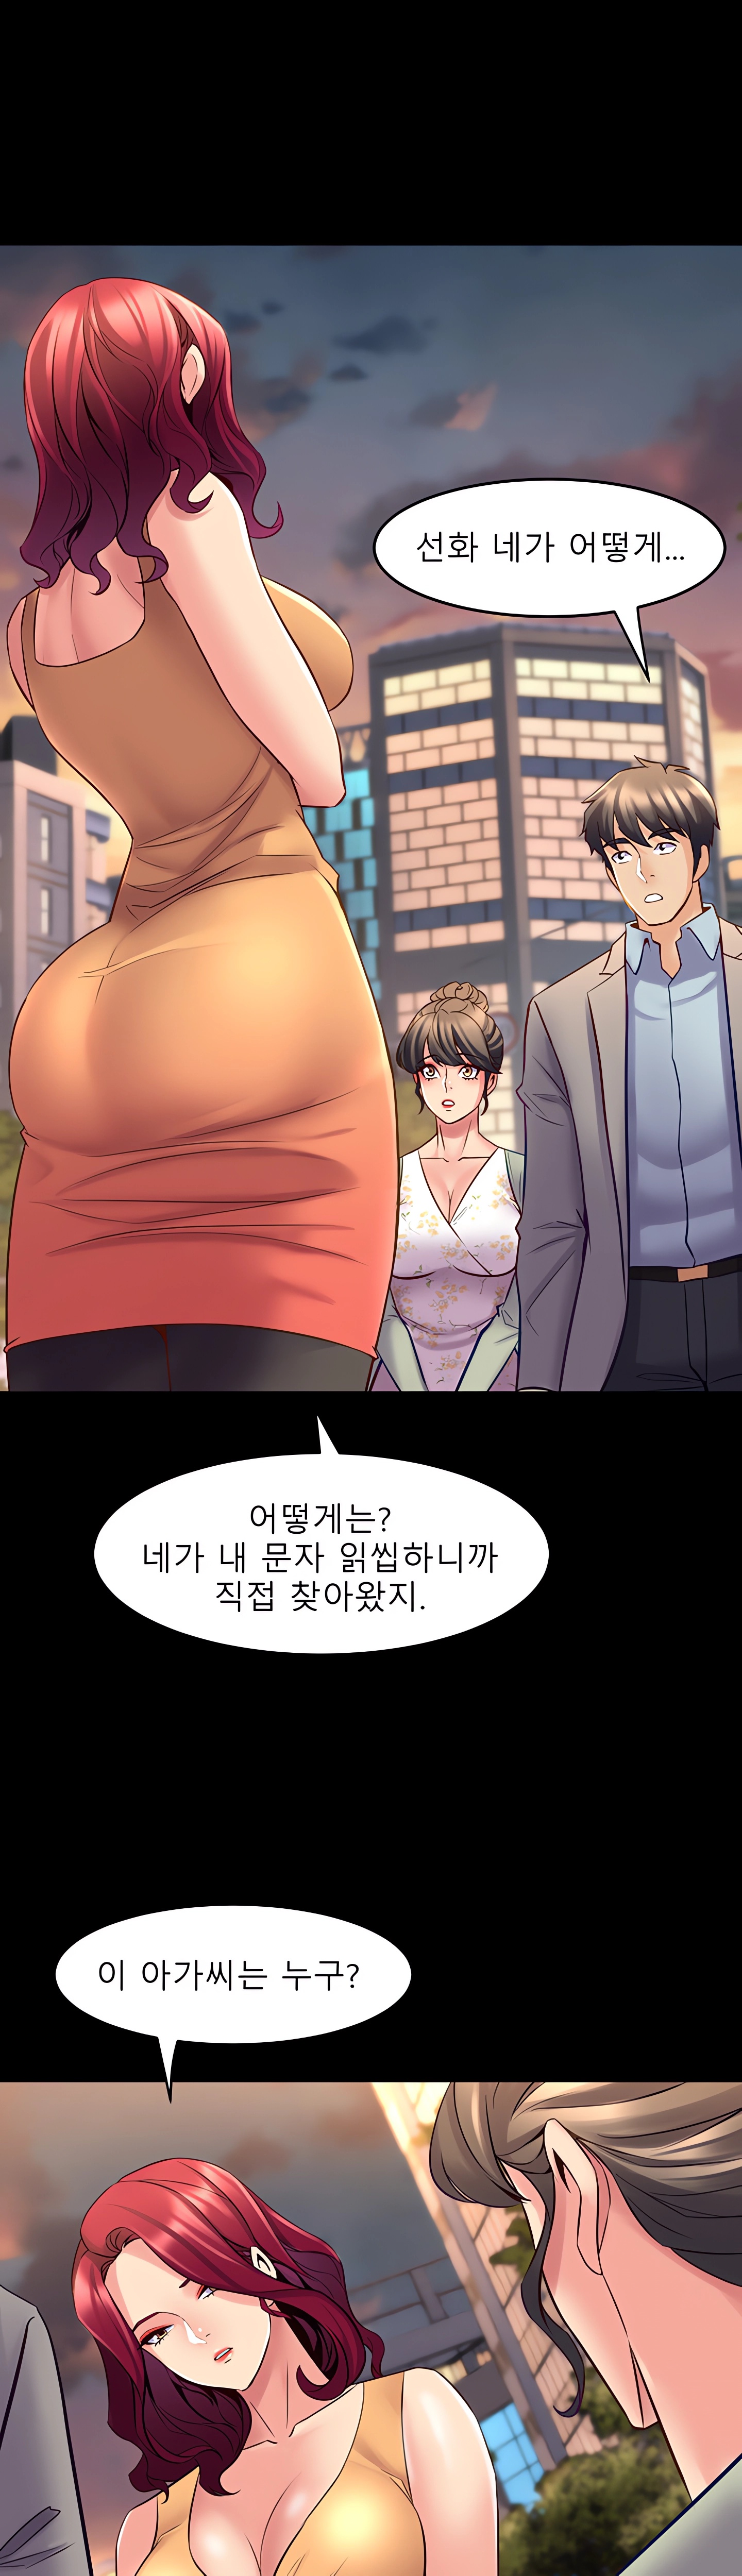 선화 네가 어떻게...
어떻게는?
네가 내 문자 읽씹하니까
직접 찾아왔지.
이 아가씨는 누구?